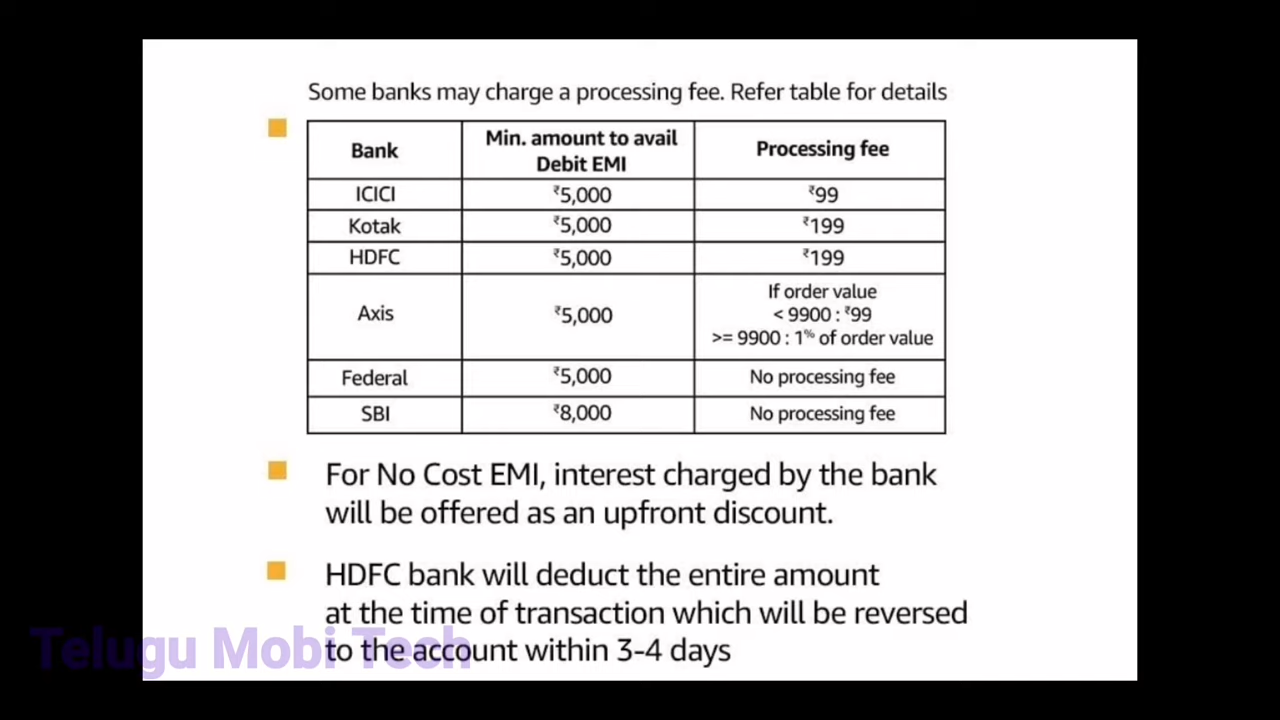 Some banks may charge a processing fee. Refer table for details
Bank Min. amount to avail Debit EMI Processing fee
ICICI ₹5,000 ₹99
Kotak ₹5,000 ₹199
HDFC ₹5,000 ₹199
Axis ₹5,000 If order value
< 9900 : ₹99
>= 9900 : 1% of order value
Federal ₹5,000 No processing fee
SBI ₹8,000 No processing fee
For No Cost EMI, interest charged by the bank
will be offered as an upfront discount.
HDFC bank will deduct the entire amount
at the time of transaction which will be reversed
to the account within 3-4 days
Telugu Mobi Tech